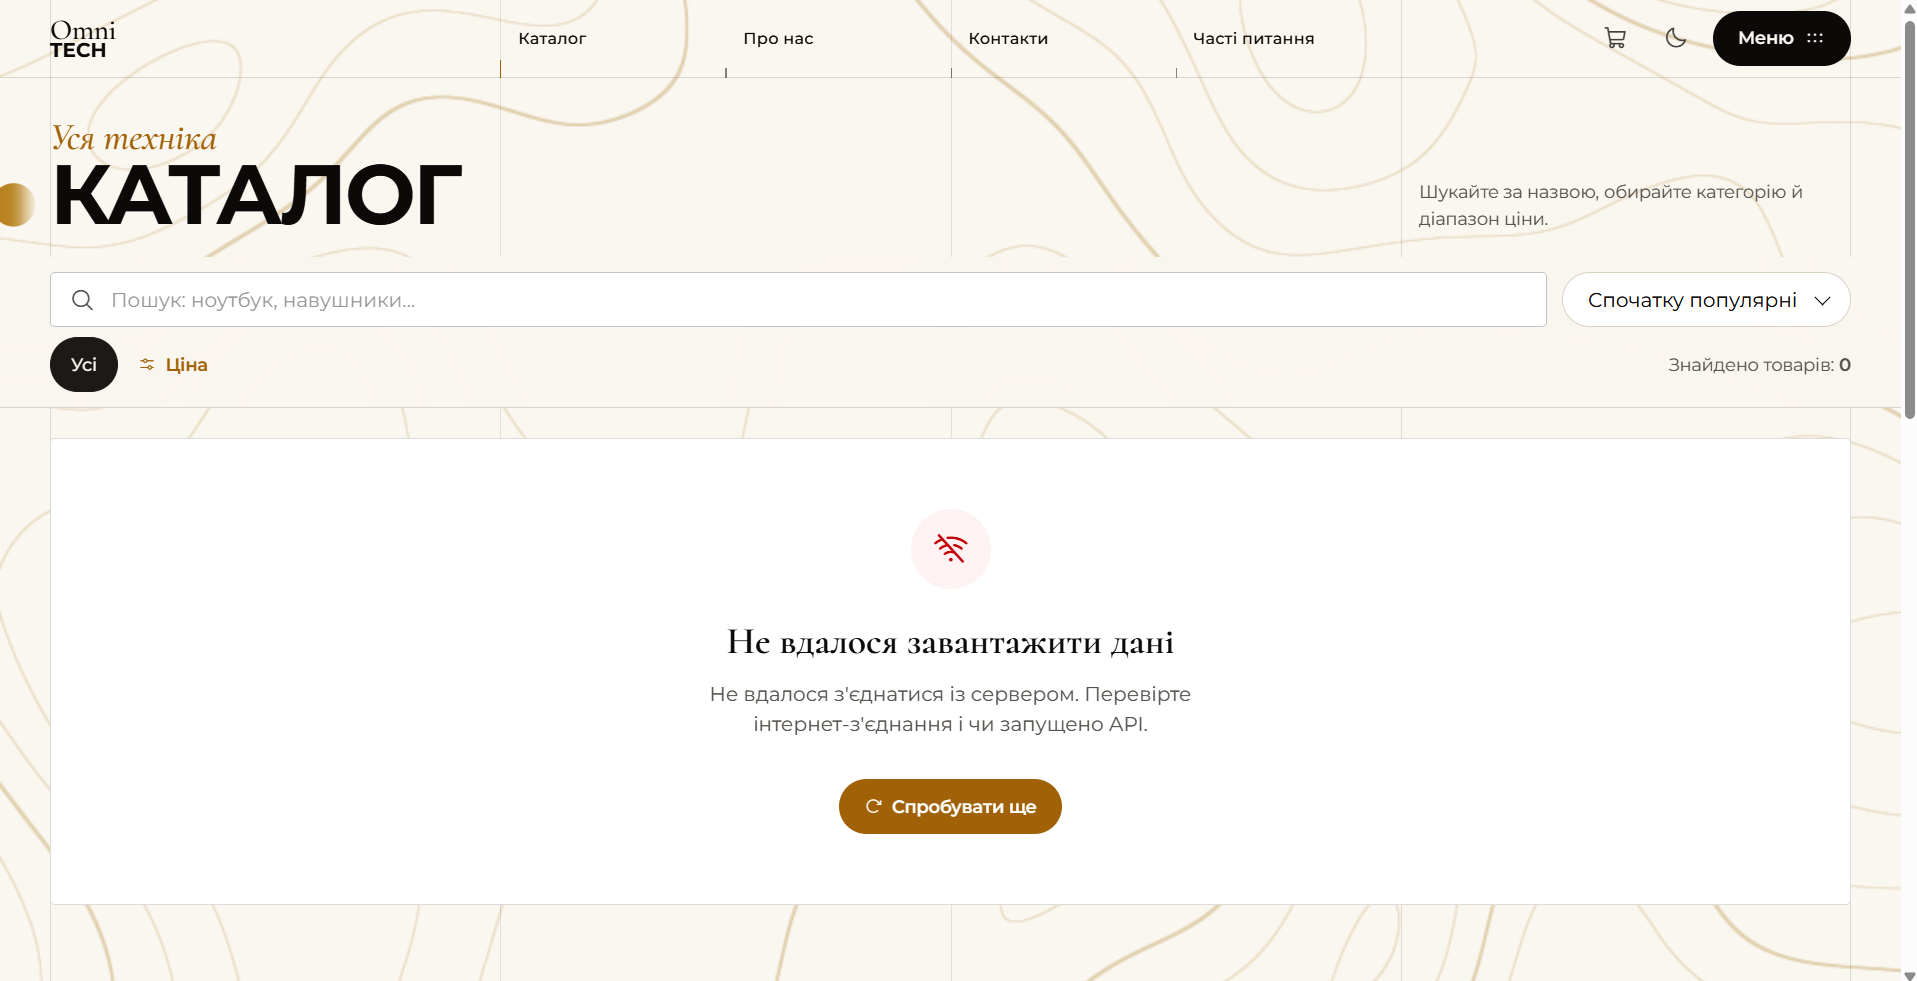 Omni
TECH
Каталог
Про нас
Контакти
Часті питання
Меню
Уся техніка
КАТАЛОГ
Шукайте за назвою, обирайте категорію й
діапазон ціни.
Пошук: ноутбук, навушники...
Спочатку популярні
Усі
Ціна
Знайдено товарів: 0
Не вдалося завантажити дані
Не вдалося з'єднатися із сервером. Перевірте
інтернет-з'єднання і чи запущено API.
Спробувати ще